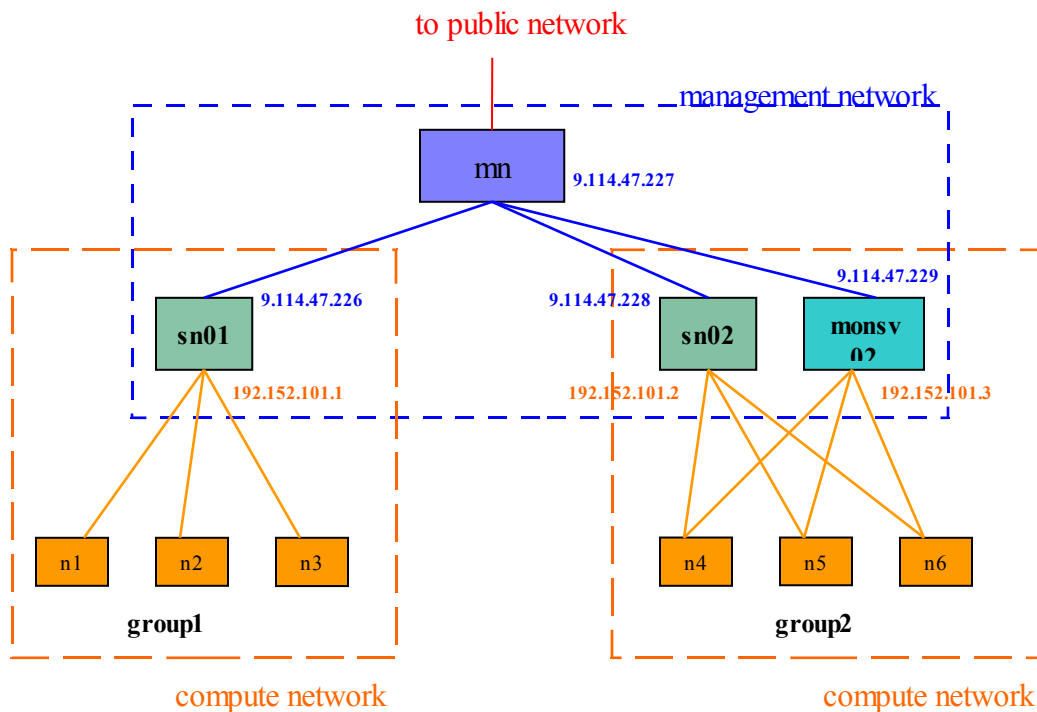 to public network
management network
mn
9.114.47.227
9.114.47.229
9.114.47.226
9.114.47.228
sn01
sn02
monsv
02
192.152.101.1
192.152.101.2
192.152.101.3
n1
n2
n3
n4
n5
n6
group1
group2
compute network
compute network